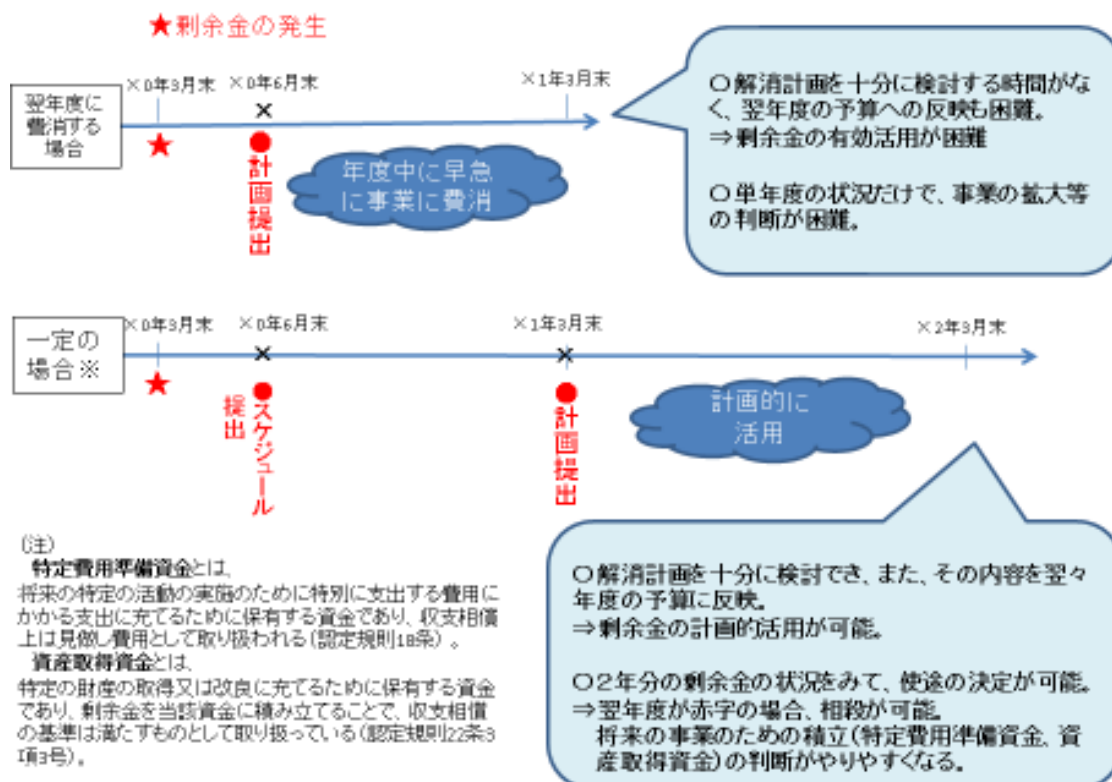 ★剰余金の発生
×0年3月末
×0年6月末
×1年3月末
翌年度に
費消する
場合
×
★
●計画提出
年度中に早急
に事業に費消
○解消計画を十分に検討する時間がな
く、翌年度の予算への反映も困難。
⇒剰余金の有効活用が困難
○単年度の状況だけで、事業の拡大等
の判断が困難。
×0年3月末
×0年6月末
×1年3月末
×2年3月末
一定の
場合※
×
×
★
●スケジュール
提出
●計画提出
計画的に
活用
(注)
特定費用準備資金とは、
将来の特定の活動の実施のために特別に支出する費用に
かかる支出に充てるために保有する資金であり、収支相償
上は見做し費用として取り扱われる(認定規則18条)。
資産取得資金とは、
特定の財産の取得又は改良に充てるために保有する資金
であり、剰余金を当該資金に積み立てることで、収支相償
の基準は満たすものとして取り扱っている(認定規則22条3
項3号)。
○解消計画を十分に検討でき、また、その内容を翌々
年度の予算に反映。
⇒剰余金の計画的活用が可能。
○2年分の剰余金の状況をみて、使途の決定が可能。
⇒翌年度が赤字の場合、相殺が可能。
将来の事業のための積立(特定費用準備資金、資
産取得資金)の判断がやりやすくなる。